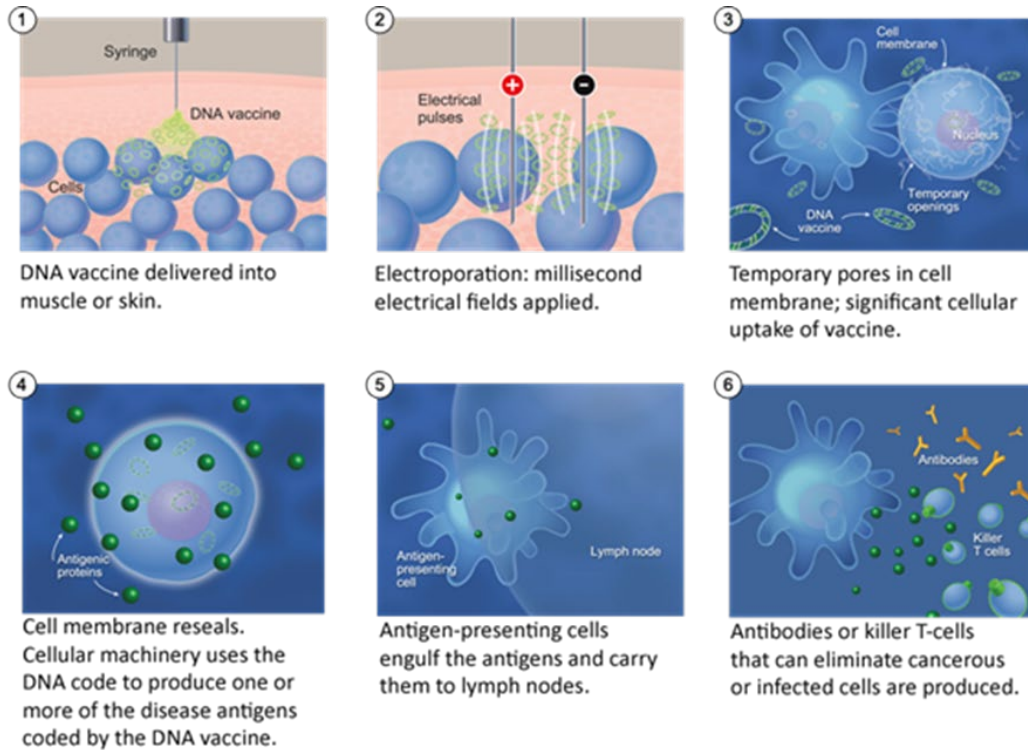 1
Syringe
DNA vaccine
Cells
DNA vaccine delivered into
muscle or skin.
2
Electrical
pulses
+
-
Electroporation: millisecond
electrical fields applied.
3
Cell
membrane
Nucleus
Temporary
openings
DNA
vaccine
Temporary pores in cell
membrane; significant cellular
uptake of vaccine.
4
Antigenic
proteins
Cell membrane reseals.
Cellular machinery uses the
DNA code to produce one or
more of the disease antigens
coded by the DNA vaccine.
5
Antigen-
presenting
cell
Lymph node
Antigen-presenting cells
engulf the antigens and carry
them to lymph nodes.
6
Antibodies
Killer
T cells
Antibodies or killer T-cells
that can eliminate cancerous
or infected cells are produced.